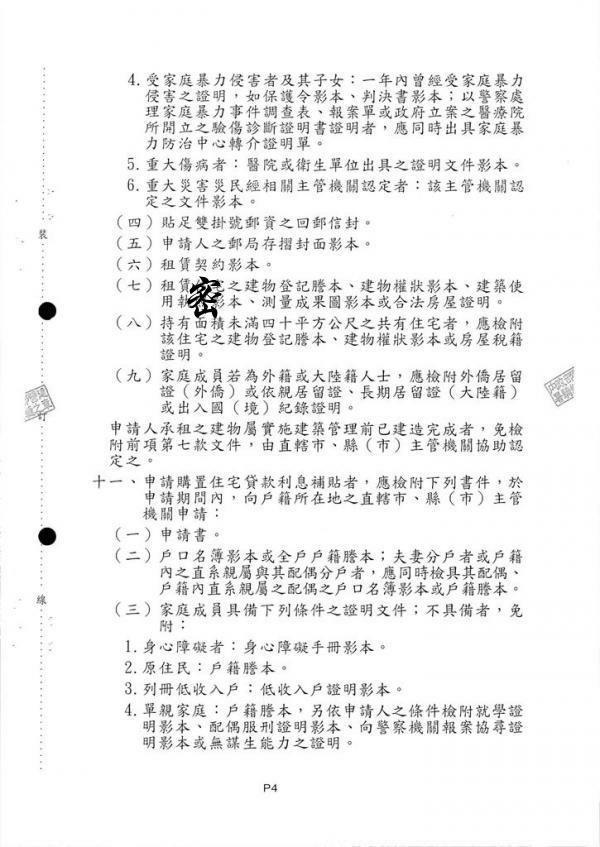 4.受家庭暴力侵害者及其子女：一年內曾經受家庭暴力
侵害之證明，如保護令影本、判決書影本；以警察處
理家庭暴力事件調查表、報案單或政府立案之醫療院
所開立之驗傷診斷證明書證明者，應同時出具家庭暴
力防治中心轉介證明單。
5.重大傷病者：醫院或衛生單位出具之證明文件影本。
6.重大災害災民經相關主管機關認定者：該主管機關認
定之文件影本。
（四）貼足雙掛號郵資之回郵信封。
（五）申請人之郵局存摺封面影本。
（六）租賃契約影本。
（七）租賃 密 之建物登記謄本、建物權狀影本、建築使
用 影本、測量成果圖影本或合法房屋證明。
（八）持有面積未滿四十平方公尺之共有住宅者，應檢附
該住宅之建物登記謄本、建物權狀影本或房屋稅籍
證明。
（九）家庭成員若為外籍或大陸籍人士，應檢附外僑居留
證（外僑）或依親居留證、長期居留證（大陸籍）
或出入國（境）紀錄證明。
申請人承租之建物屬實施建築管理前已建造完成者，免檢
附前項第七款文件，由直轄市、縣（市）主管機關協助認
定之。
十一、申請購置住宅貸款利息補貼者，應檢附下列書件，於
申請期間內，向戶籍所在地之直轄市、縣（市）主管
機關申請：
（一）申請書。
（二）戶口名簿影本或全戶戶籍謄本；夫妻分戶者或戶籍
內之直系親屬與其配偶分戶者，應同時檢具其配偶、
戶籍內直系親屬之配偶之戶口名簿影本或戶籍謄本。
（三）家庭成員具備下列條件之證明文件；不具備者，免
附：
1.身心障礙者：身心障礙手冊影本。
2.原住民：戶籍謄本。
3.列冊低收入戶：低收入戶證明影本。
4.單親家庭：戶籍謄本，另依申請人之條件檢附就學證
明影本、配偶服刑證明影本、向警察機關報案協尋證
明影本或無謀生能力之證明。
裝
訂
線
P4